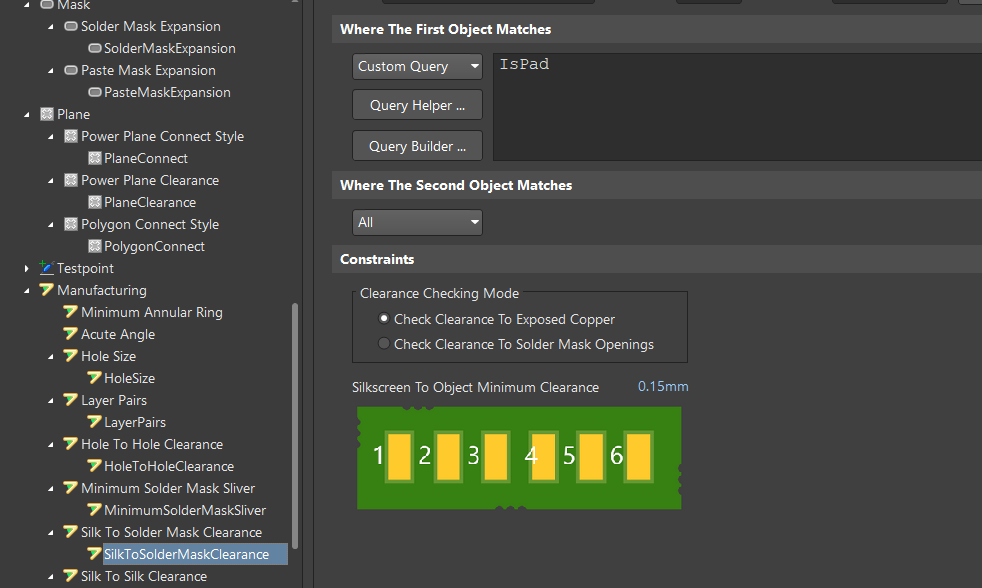 Mask
Solder Mask Expansion
SolderMaskExpansion
Paste Mask Expansion
PasteMaskExpansion
Plane
Power Plane Connect Style
PlaneConnect
Power Plane Clearance
PlaneClearance
Polygon Connect Style
PolygonConnect
Testpoint
Manufacturing
Minimum Annular Ring
Acute Angle
Hole Size
HoleSize
Layer Pairs
LayerPairs
Hole To Hole Clearance
HoleToHoleClearance
Minimum Solder Mask Sliver
MinimumSolderMaskSliver
Silk To Solder Mask Clearance
SilkToSolderMaskClearance
Silk To Silk Clearance
Where The First Object Matches
Custom Query
IsPad
Query Helper ...
Query Builder ...
Where The Second Object Matches
All
Constraints
Clearance Checking Mode
Check Clearance To Exposed Copper
Check Clearance To Solder Mask Openings
Silkscreen To Object Minimum Clearance 0.15mm
1 2 3 4 5 6